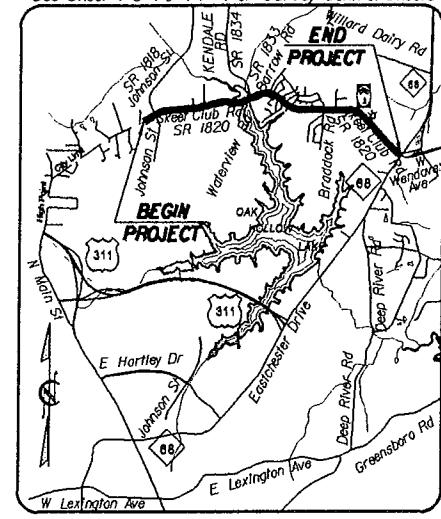 KENDALE
RD
SR 1834
SR 1833
Barrow Rd
Willard Dairy Rd
END
PROJECT
68
SR 1818
Johnson St
Skeet Club Rd
SR 1820
Johnson St
Waterview Rd
Braddock Rd
Skeet Club Rd
SR 1820
W
Wendover
Ave
68
High Point
BEGIN
PROJECT
OAK
HOLLOW
LAKE
311
N Main St
311
Eastchester Drive
Deep River Rd
E Hartley Dr
Johnson St
Deep River Rd
68
Greensboro Rd
E Lexington Ave
W Lexington Ave